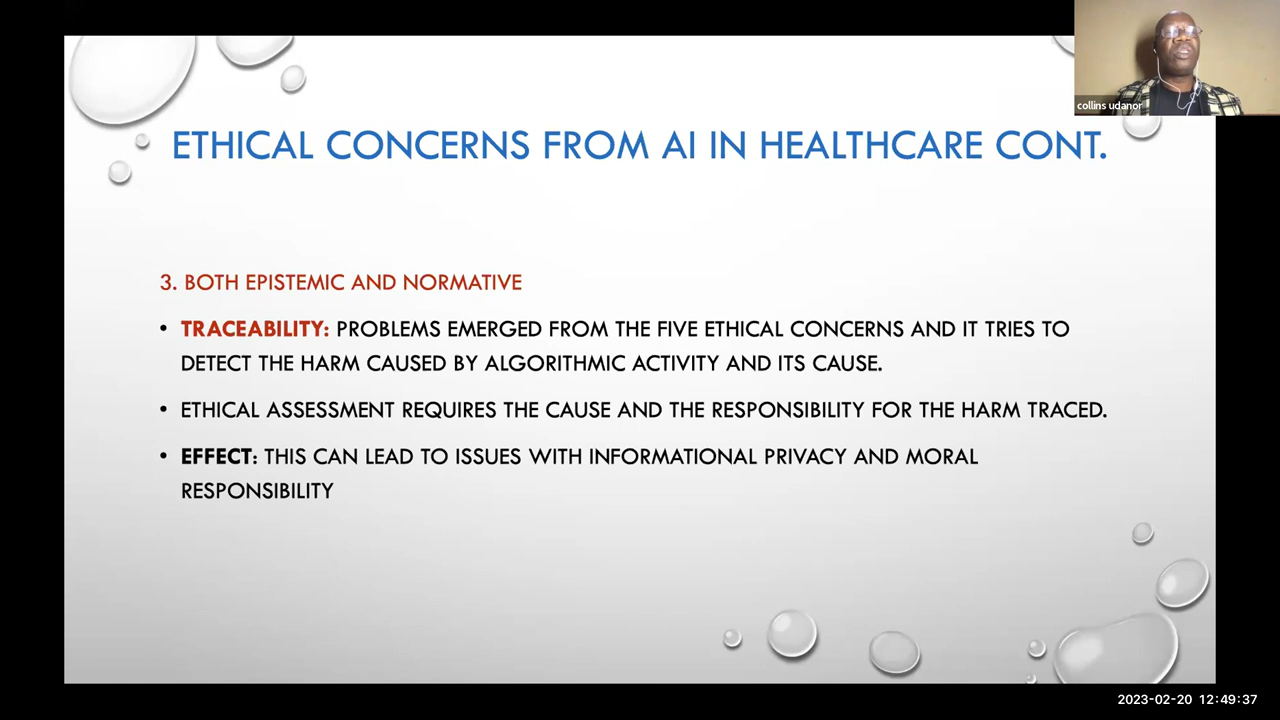 collins udanor
ETHICAL CONCERNS FROM AI IN HEALTHCARE CONT.
3. BOTH EPISTEMIC AND NORMATIVE
• TRACEABILITY: PROBLEMS EMERGED FROM THE FIVE ETHICAL CONCERNS AND IT TRIES TO
DETECT THE HARM CAUSED BY ALGORITHMIC ACTIVITY AND ITS CAUSE.
• ETHICAL ASSESSMENT REQUIRES THE CAUSE AND THE RESPONSIBILITY FOR THE HARM TRACED.
• EFFECT: THIS CAN LEAD TO ISSUES WITH INFORMATIONAL PRIVACY AND MORAL
RESPONSIBILITY
2023-02-20 12:49:37